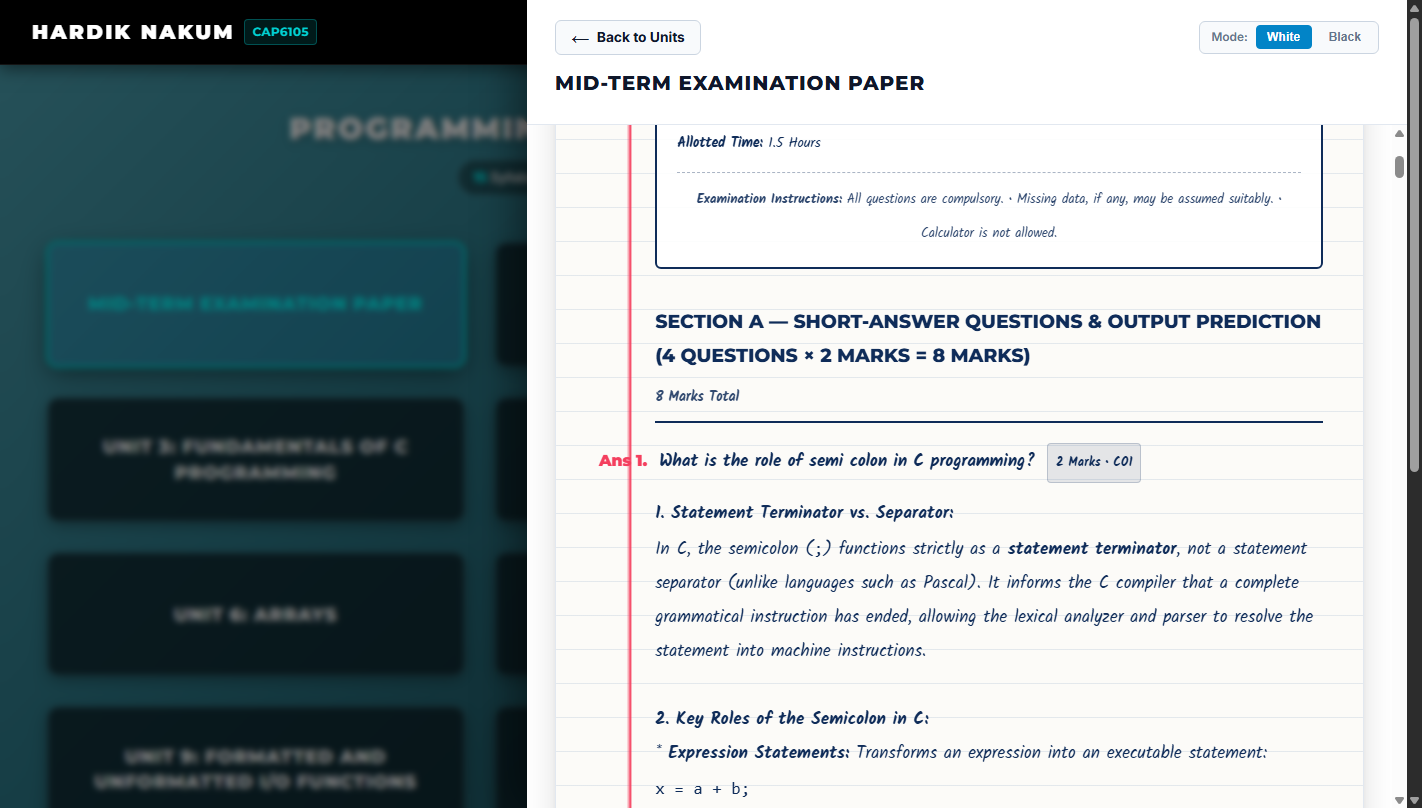 HARDIK NAKUM CAP6105
PROGRAMMIN
MID-TERM EXAMINATION PAPER
UNIT 3: FUNDAMENTALS OF C
PROGRAMMING
UNIT 6: ARRAYS
UNIT 9: FORMATTED AND
UNFORMATTED I/O FUNCTIONS
← Back to Units
Mode: White Black
MID-TERM EXAMINATION PAPER
Allotted Time: 1.5 Hours
Examination Instructions: All questions are compulsory. · Missing data, if any, may be assumed suitably. ·
Calculator is not allowed.
SECTION A — SHORT-ANSWER QUESTIONS & OUTPUT PREDICTION
(4 QUESTIONS × 2 MARKS = 8 MARKS)
8 Marks Total
Ans 1. What is the role of semi colon in C programming? 2 Marks · CO1
1. Statement Terminator vs. Separator:
In C, the semicolon (;) functions strictly as a statement terminator, not a statement
separator (unlike languages such as Pascal). It informs the C compiler that a complete
grammatical instruction has ended, allowing the lexical analyzer and parser to resolve the
statement into machine instructions.
2. Key Roles of the Semicolon in C:
* Expression Statements: Transforms an expression into an executable statement:
x = a + b;